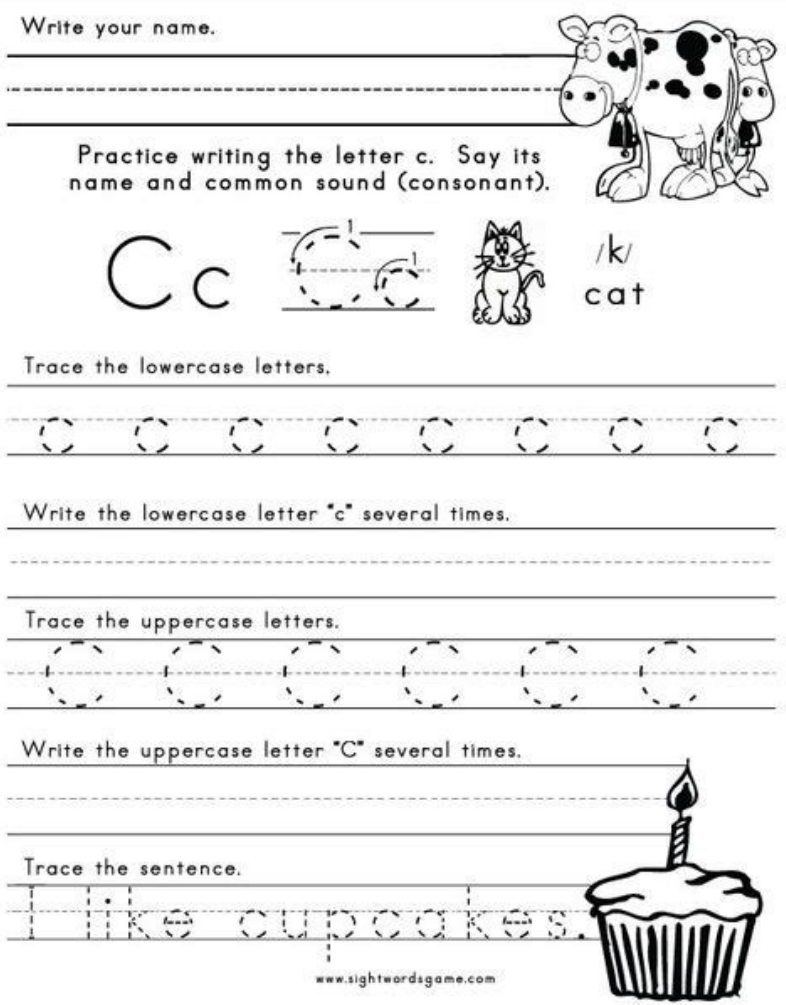 Write your name.
Practice writing the letter c. Say its
name and common sound (consonant).
C c C c /k/
1 1
cat
Trace the lowercase letters.
c c c c c c c c
Write the lowercase letter "c" several times.
Trace the uppercase letters.
C C C C C C
Write the uppercase letter "C" several times.
Trace the sentence.
I like cupcakes.
www.sightwordsgame.com